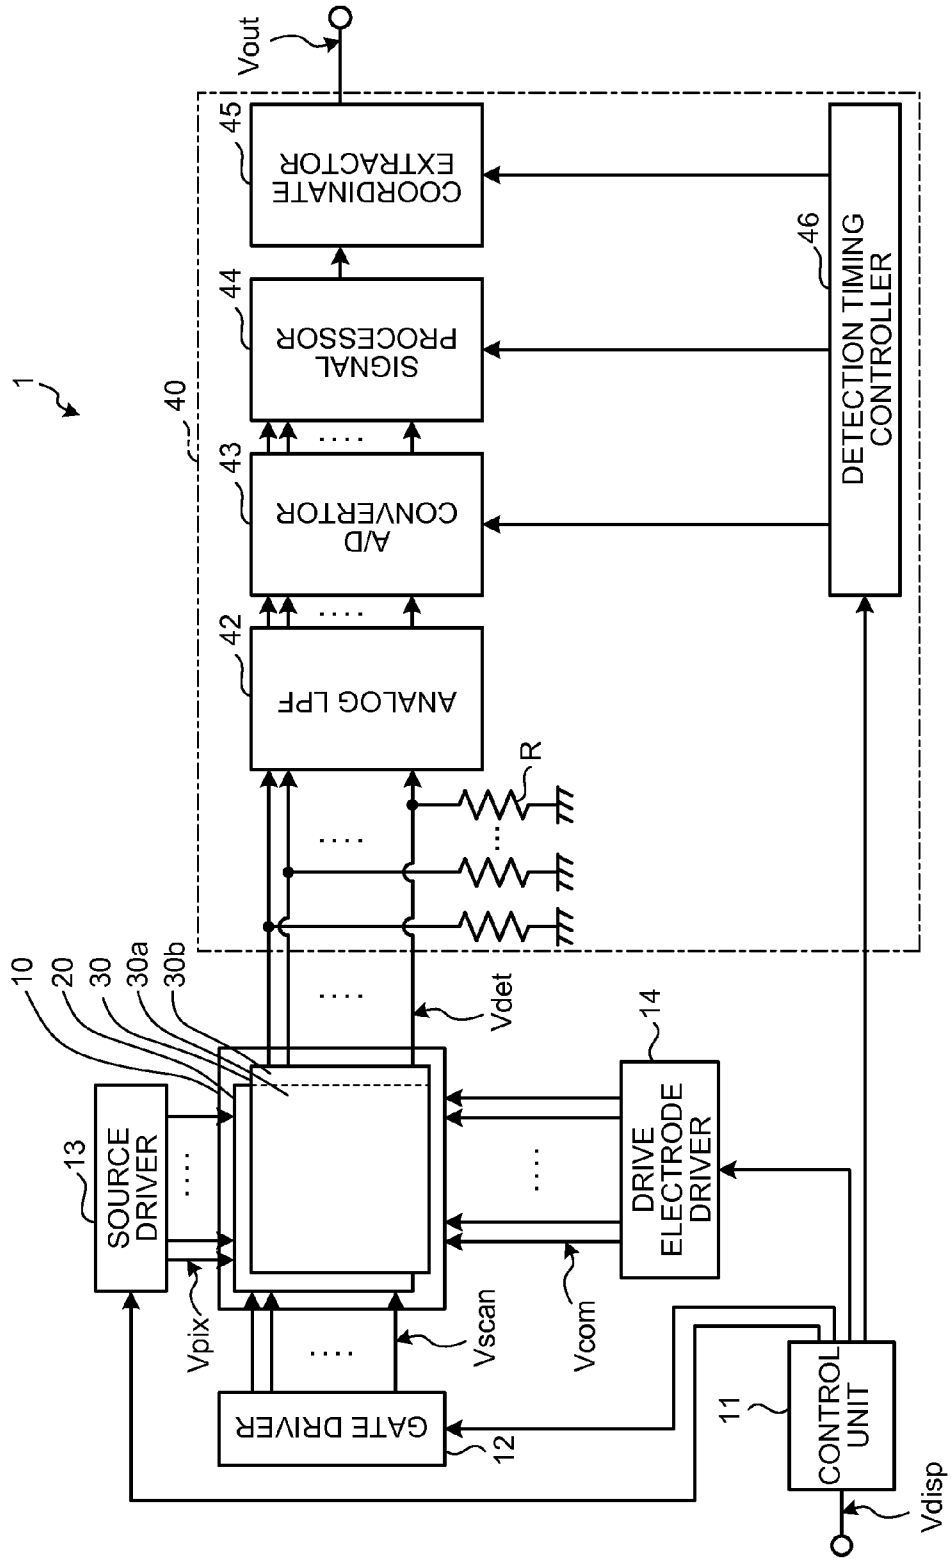 1
10
20
30
30a
30b
13
SOURCE
DRIVER
Vpix
GATE DRIVER
12
Vscan
Vcom
14
DRIVE
ELECTRODE
DRIVER
11
CONTROL
UNIT
Vdisp
Vdet
40
R
42
ANALOG LPF
43
A/D
CONVERTOR
44
SIGNAL
PROCESSOR
45
COORDINATE
EXTRACTOR
46
DETECTION TIMING
CONTROLLER
Vout